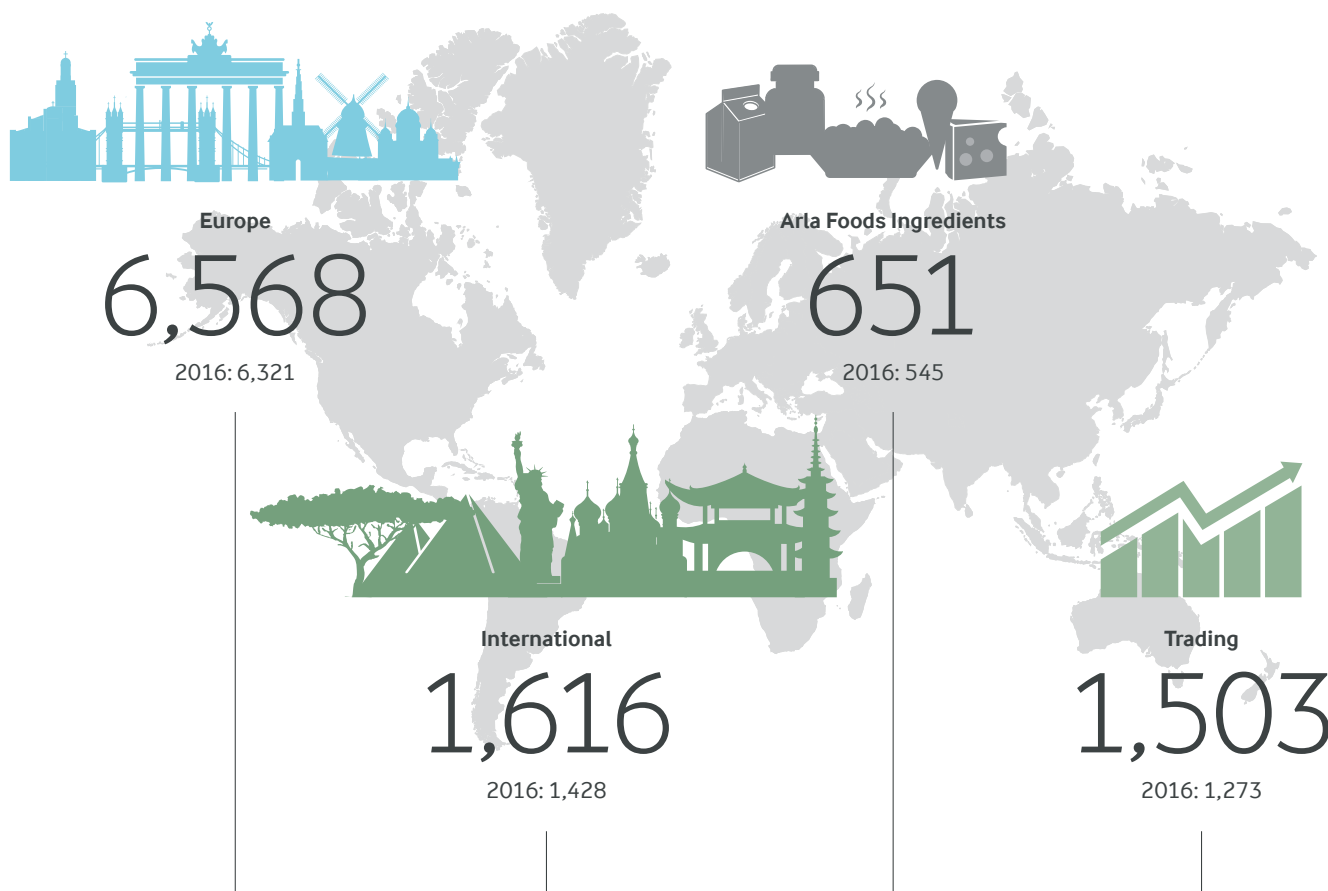 Europe
6,568
2016: 6,321
Arla Foods Ingredients
651
2016: 545
International
1,616
2016: 1,428
Trading
1,503
2016: 1,273